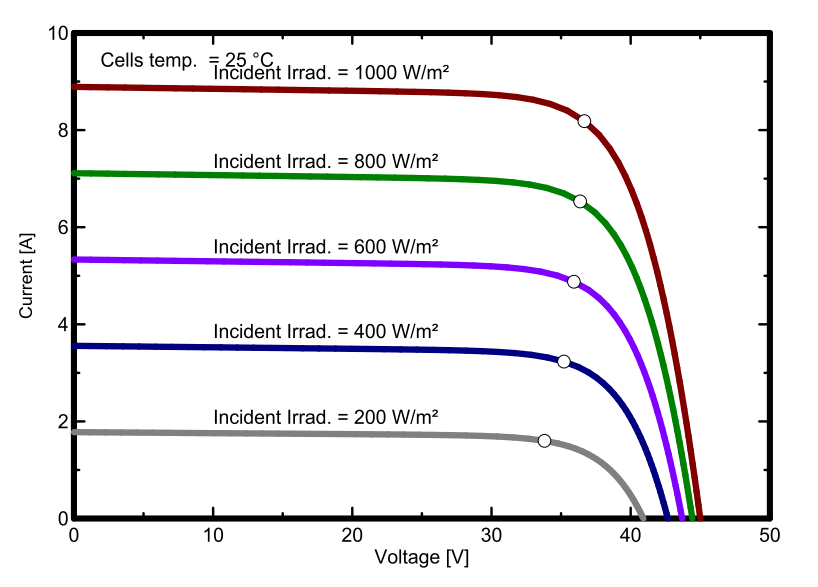 10
Cells temp.  = 25 °C
Incident Irrad. = 1000 W/m²
8
Incident Irrad. = 800 W/m²
6
Incident Irrad. = 600 W/m²
Current [A]
4
Incident Irrad. = 400 W/m²
2
Incident Irrad. = 200 W/m²
0
0 10 20 30 40 50
Voltage [V]